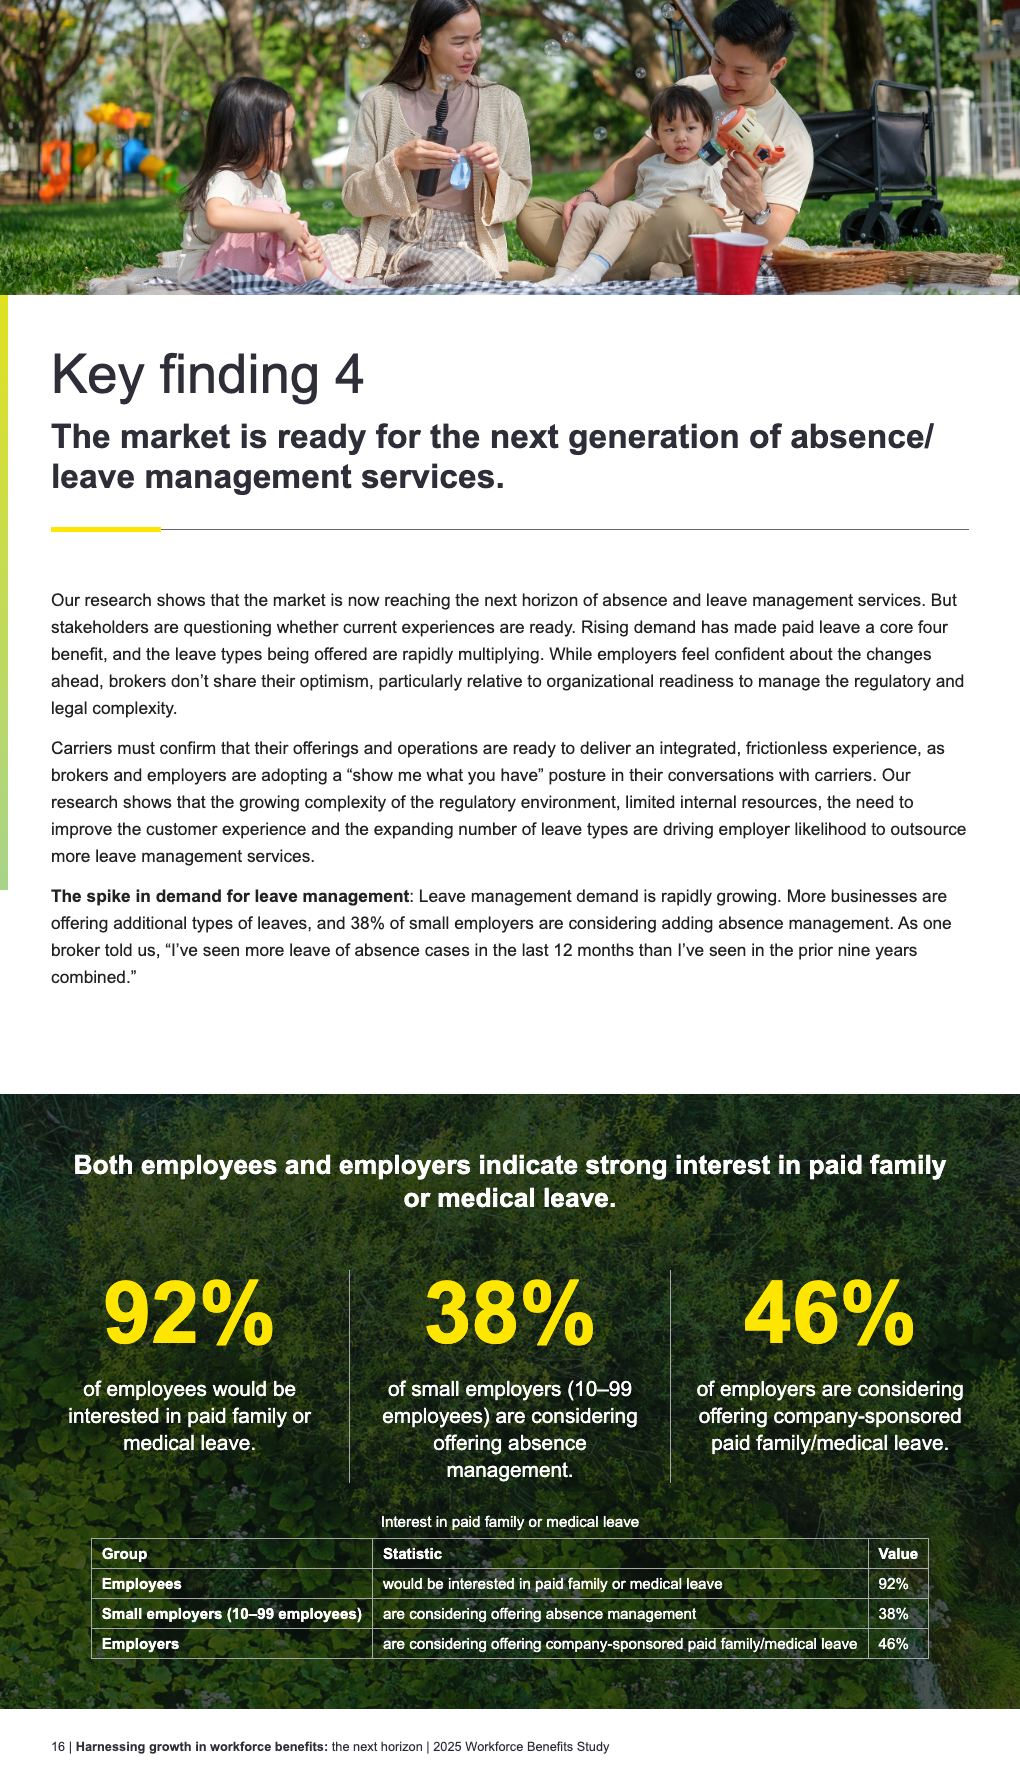 Key finding 4
The market is ready for the next generation of absence/
leave management services.
Our research shows that the market is now reaching the next horizon of absence and leave management services. But
stakeholders are questioning whether current experiences are ready. Rising demand has made paid leave a core four
benefit, and the leave types being offered are rapidly multiplying. While employers feel confident about the changes
ahead, brokers don’t share their optimism, particularly relative to organizational readiness to manage the regulatory and
legal complexity.
Carriers must confirm that their offerings and operations are ready to deliver an integrated, frictionless experience, as
brokers and employers are adopting a “show me what you have” posture in their conversations with carriers. Our
research shows that the growing complexity of the regulatory environment, limited internal resources, the need to
improve the customer experience and the expanding number of leave types are driving employer likelihood to outsource
more leave management services.
The spike in demand for leave management: Leave management demand is rapidly growing. More businesses are
offering additional types of leaves, and 38% of small employers are considering adding absence management. As one
broker told us, “I’ve seen more leave of absence cases in the last 12 months than I’ve seen in the prior nine years
combined.”
Both employees and employers indicate strong interest in paid family
or medical leave.
92%
of employees would be
interested in paid family or
medical leave.
38%
of small employers (10–99
employees) are considering
offering absence
management.
46%
of employers are considering
offering company-sponsored
paid family/medical leave.
Interest in paid family or medical leave
Group Statistic Value
Employees would be interested in paid family or medical leave 92%
Small employers (10–99 employees) are considering offering absence management 38%
Employers are considering offering company-sponsored paid family/medical leave 46%
16 | Harnessing growth in workforce benefits: the next horizon | 2025 Workforce Benefits Study